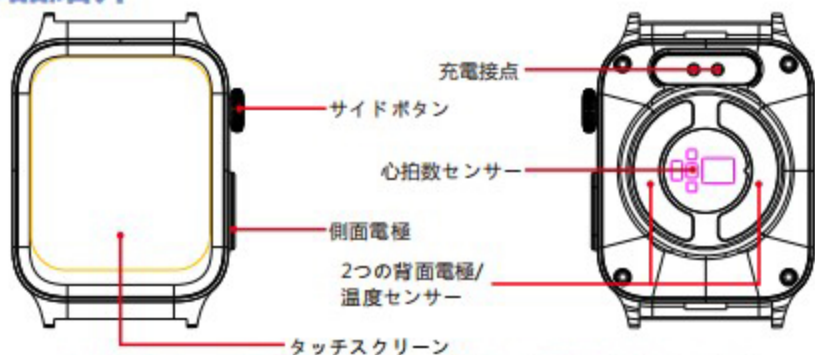 充電接点
サイドボタン
心拍数センサー
側面電極
2つの背面電極/
温度センサー
タッチスクリーン